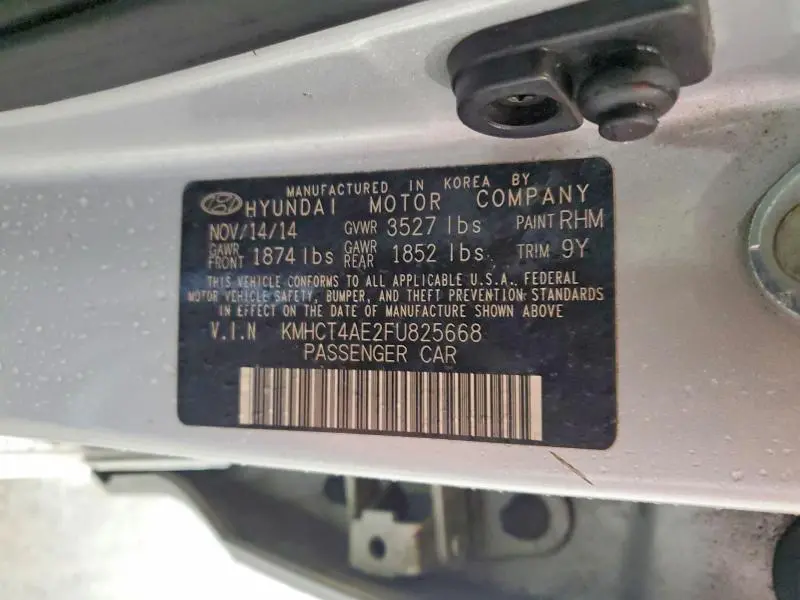 MANUFACTURED IN KOREA BY
HYUNDAI MOTOR COMPANY
NOV/14/14 GVWR 3527 lbs PAINT RHM
GAWR FRONT 1874 lbs GAWR REAR 1852 lbs TRIM 9Y
THIS VEHICLE CONFORMS TO ALL APPLICABLE U.S.A. FEDERAL
MOTOR VEHICLE SAFETY, BUMPER, AND THEFT PREVENTION STANDARDS
IN EFFECT ON THE DATE OF MANUFACTURE SHOWN ABOVE
V.I.N KMHCT4AE2FU825668
PASSENGER CAR